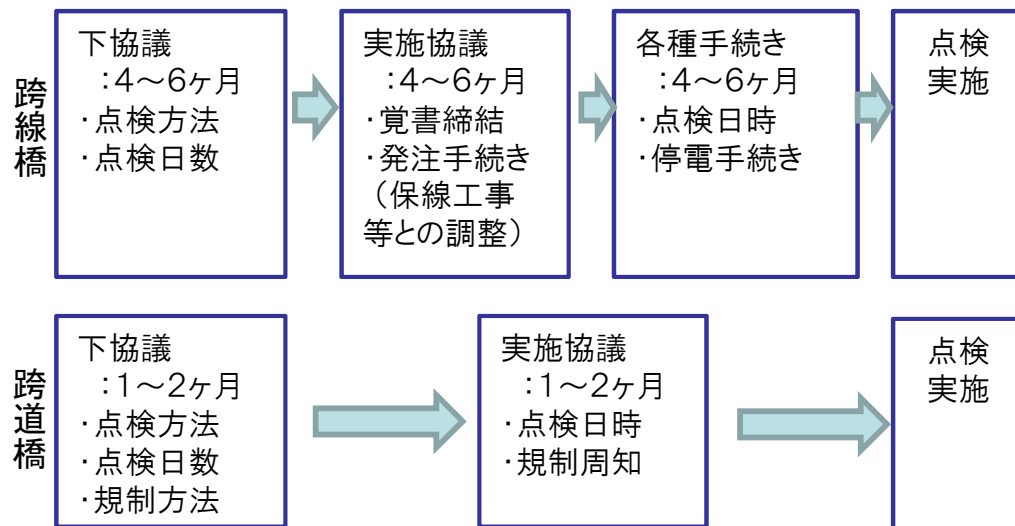 跨線橋
下協議
:4～6ヶ月
・点検方法
・点検日数
実施協議
:4～6ヶ月
・覚書締結
・発注手続き
（保線工事
等との調整）
各種手続き
:4～6ヶ月
・点検日時
・停電手続き
点検
実施
跨道橋
下協議
:1～2ヶ月
・点検方法
・点検日数
・規制方法
実施協議
:1～2ヶ月
・点検日時
・規制周知
点検
実施